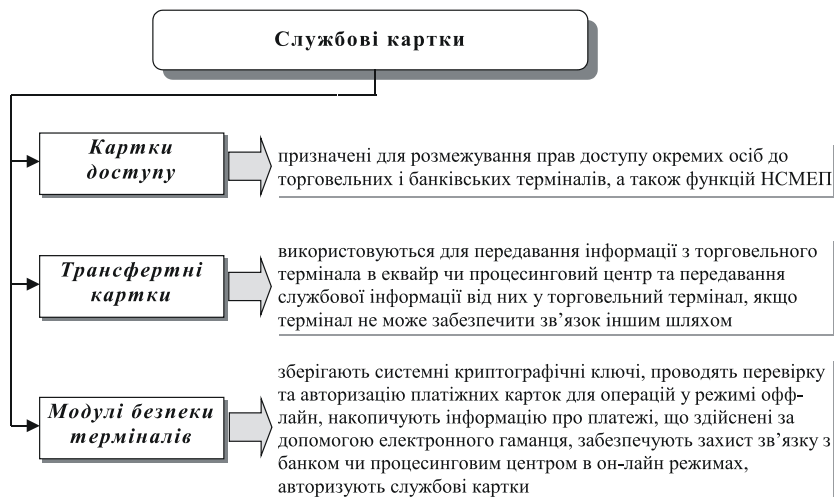 Службові картки
Картки
доступу
призначені для розмежування прав доступу окремих осіб до
торговельних і банківських терміналів, а також функцій НСМЕП
Трансфертні
картки
використовуються для передавання інформації з торговельного
термінала в еквайр чи процесинговий центр та передавання
службової інформації від них у торговельний термінал, якщо
термінал не може забезпечити зв’язок іншим шляхом
Модулі безпеки
терміналів
зберігають системні криптографічні ключі, проводять перевірку
та авторизацію платіжних карток для операцій у режимі офф-
лайн, накопичують інформацію про платежі, що здійснені за
допомогою електронного гаманця, забезпечують захист зв’язку з
банком чи процесинговим центром в он-лайн режимах,
авторизують службові картки